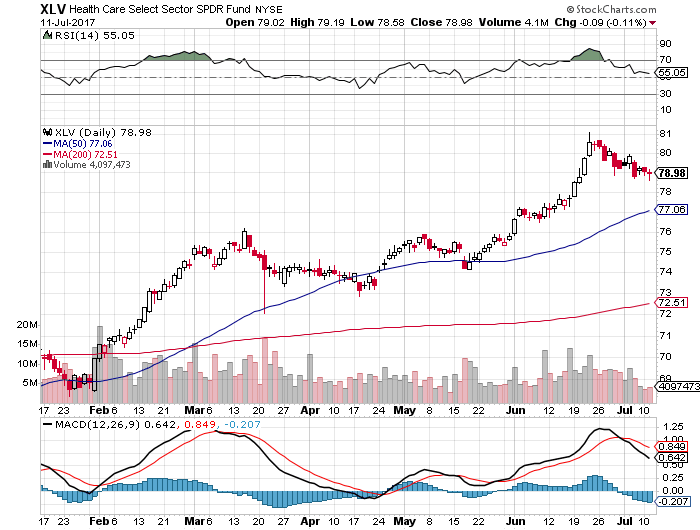 XLV Health Care Select Sector SPDR Fund NYSE © StockCharts.com
11-Jul-2017 Open 79.02 High 79.19 Low 78.58 Close 78.98 Volume 4.1M Chg -0.09 (-0.11%)
RSI(14) 55.05
90
70
55.05
50
30
10
XLV (Daily) 78.98
MA(50) 77.06
MA(200) 72.51
Volume 4,097,473
81
80
78.98
78
77.06
76
75
74
73
72.51
72
71
70
69
20M
15M
10M
5M
4097473
17 23 Feb 6 13 21 Mar 6 13 20 27 Apr 10 17 24 May 8 15 22 Jun 12 19 26 Jul 10
MACD(12,26,9) 0.642, 0.849, -0.207
1.25
1.00
0.849
0.642
0.50
0.25
0.00
-0.207
17 23 Feb 6 13 21 Mar 6 13 20 27 Apr 10 17 24 May 8 15 22 Jun 12 19 26 Jul 10